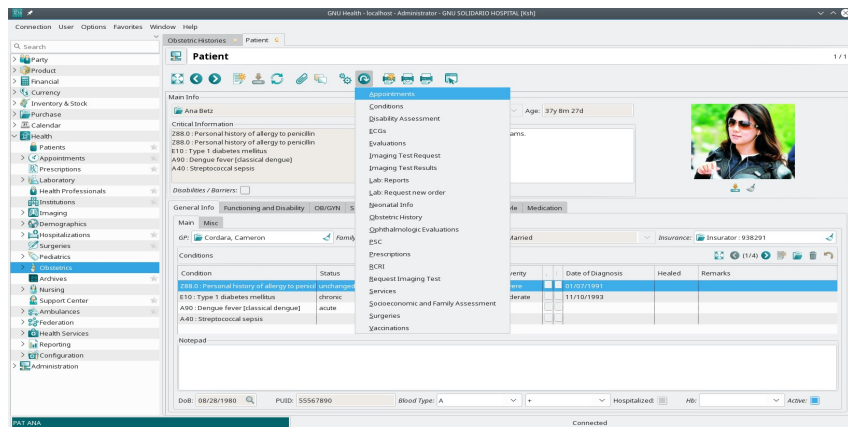 GNU Health - localhost - Administrator - GNU SOLIDARIO HOSPITAL [Ksh]
Connection User Options Favorites Window Help
Search
Party
Product
Financial
Currency
Inventory & Stock
Purchase
Calendar
Health
Patients
Appointments
Prescriptions
Laboratory
Health Professionals
Institutions
Imaging
Demographics
Hospitalizations
Surgeries
Pediatrics
Obstetrics
Archives
Nursing
Support Center
Ambulances
Federation
Health Services
Reporting
Configuration
Administration
Obstetric Histories Patient
Patient
1 / 1
Main Info
Ana Betz
Age: 37y 8m 27d
Critical Information
Z88.0 : Personal history of allergy to penicillin
Z88.0 : Personal history of allergy to penicillin
E10 : Type 1 diabetes mellitus
A90 : Dengue fever [classical dengue]
A40 : Streptococcal sepsis
ams.
Disabilities / Barriers:
Appointments
Conditions
Disability Assessment
ECGs
Evaluations
Imaging Test Request
Imaging Test Results
Lab: Reports
Lab: Request new order
Neonatal Info
Obstetric History
Ophthalmologic Evaluations
PSC
Prescriptions
RCRI
Request Imaging Test
Services
Socioeconomic and Family Assessment
Surgeries
Vaccinations
General Info Functioning and Disability OB/GYN S le Medication
Main Misc
GP: Cordara, Cameron Family Married Insurance: Insurator : 938291
Conditions (1/4)
Condition Status verity Date of Diagnosis Healed Remarks
Z88.0 : Personal history of allergy to penicil unchanged vere 01/07/1991
E10 : Type 1 diabetes mellitus chronic derate 11/10/1993
A90 : Dengue fever [classical dengue] acute
A40 : Streptococcal sepsis
Notepad
DoB: 08/28/1980 PUID: 55567890 Blood Type: A + Hospitalized: Hb: Active:
PAT ANA Connected